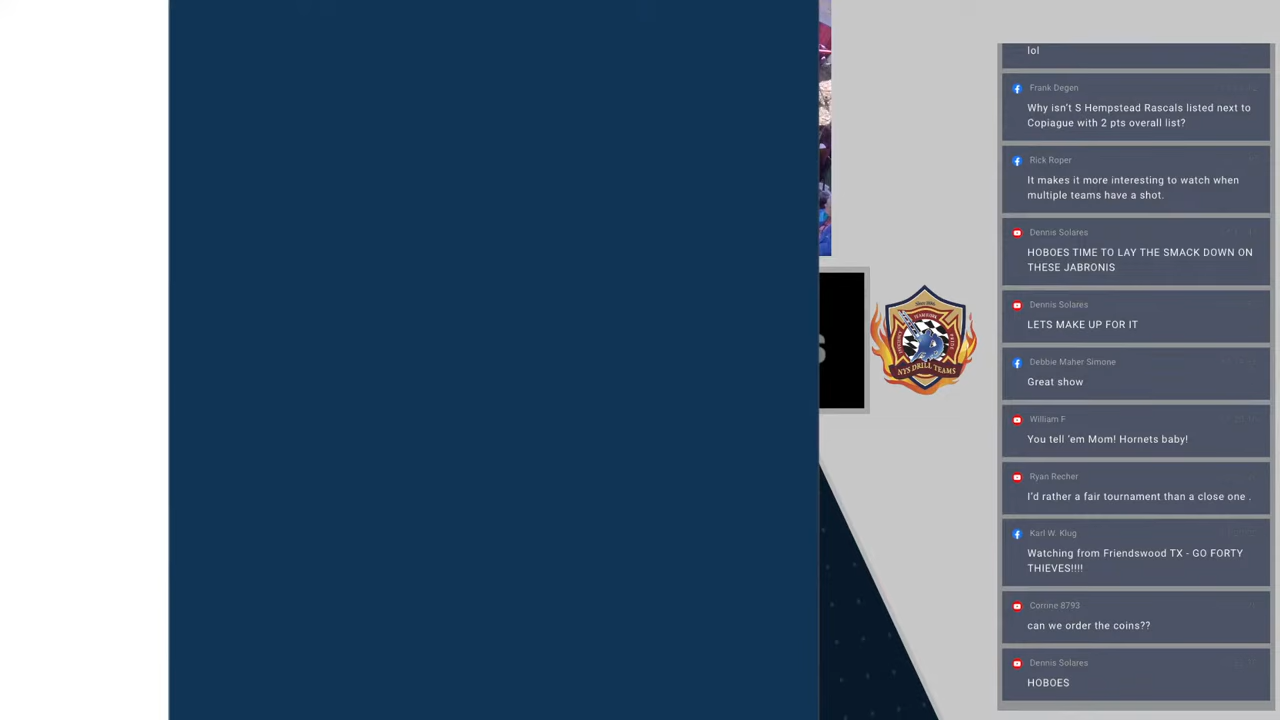 lol
Frank Degen
Why isn't S Hempstead Rascals listed next to
Copiague with 2 pts overall list?
Rick Roper
It makes it more interesting to watch when
multiple teams have a shot.
Dennis Solares
HOBOES TIME TO LAY THE SMACK DOWN ON
THESE JABRONIS
Dennis Solares
LETS MAKE UP FOR IT
Debbie Maher Simone
Great show
William F
You tell 'em Mom! Hornets baby!
Ryan Recher
I'd rather a fair tournament than a close one .
Karl W. Klug
Watching from Friendswood TX - GO FORTY
THIEVES!!!!
Corrine 8793
can we order the coins??
Dennis Solares
HOBOES
S
TEAMWORK
NYS DRILL TEAMS